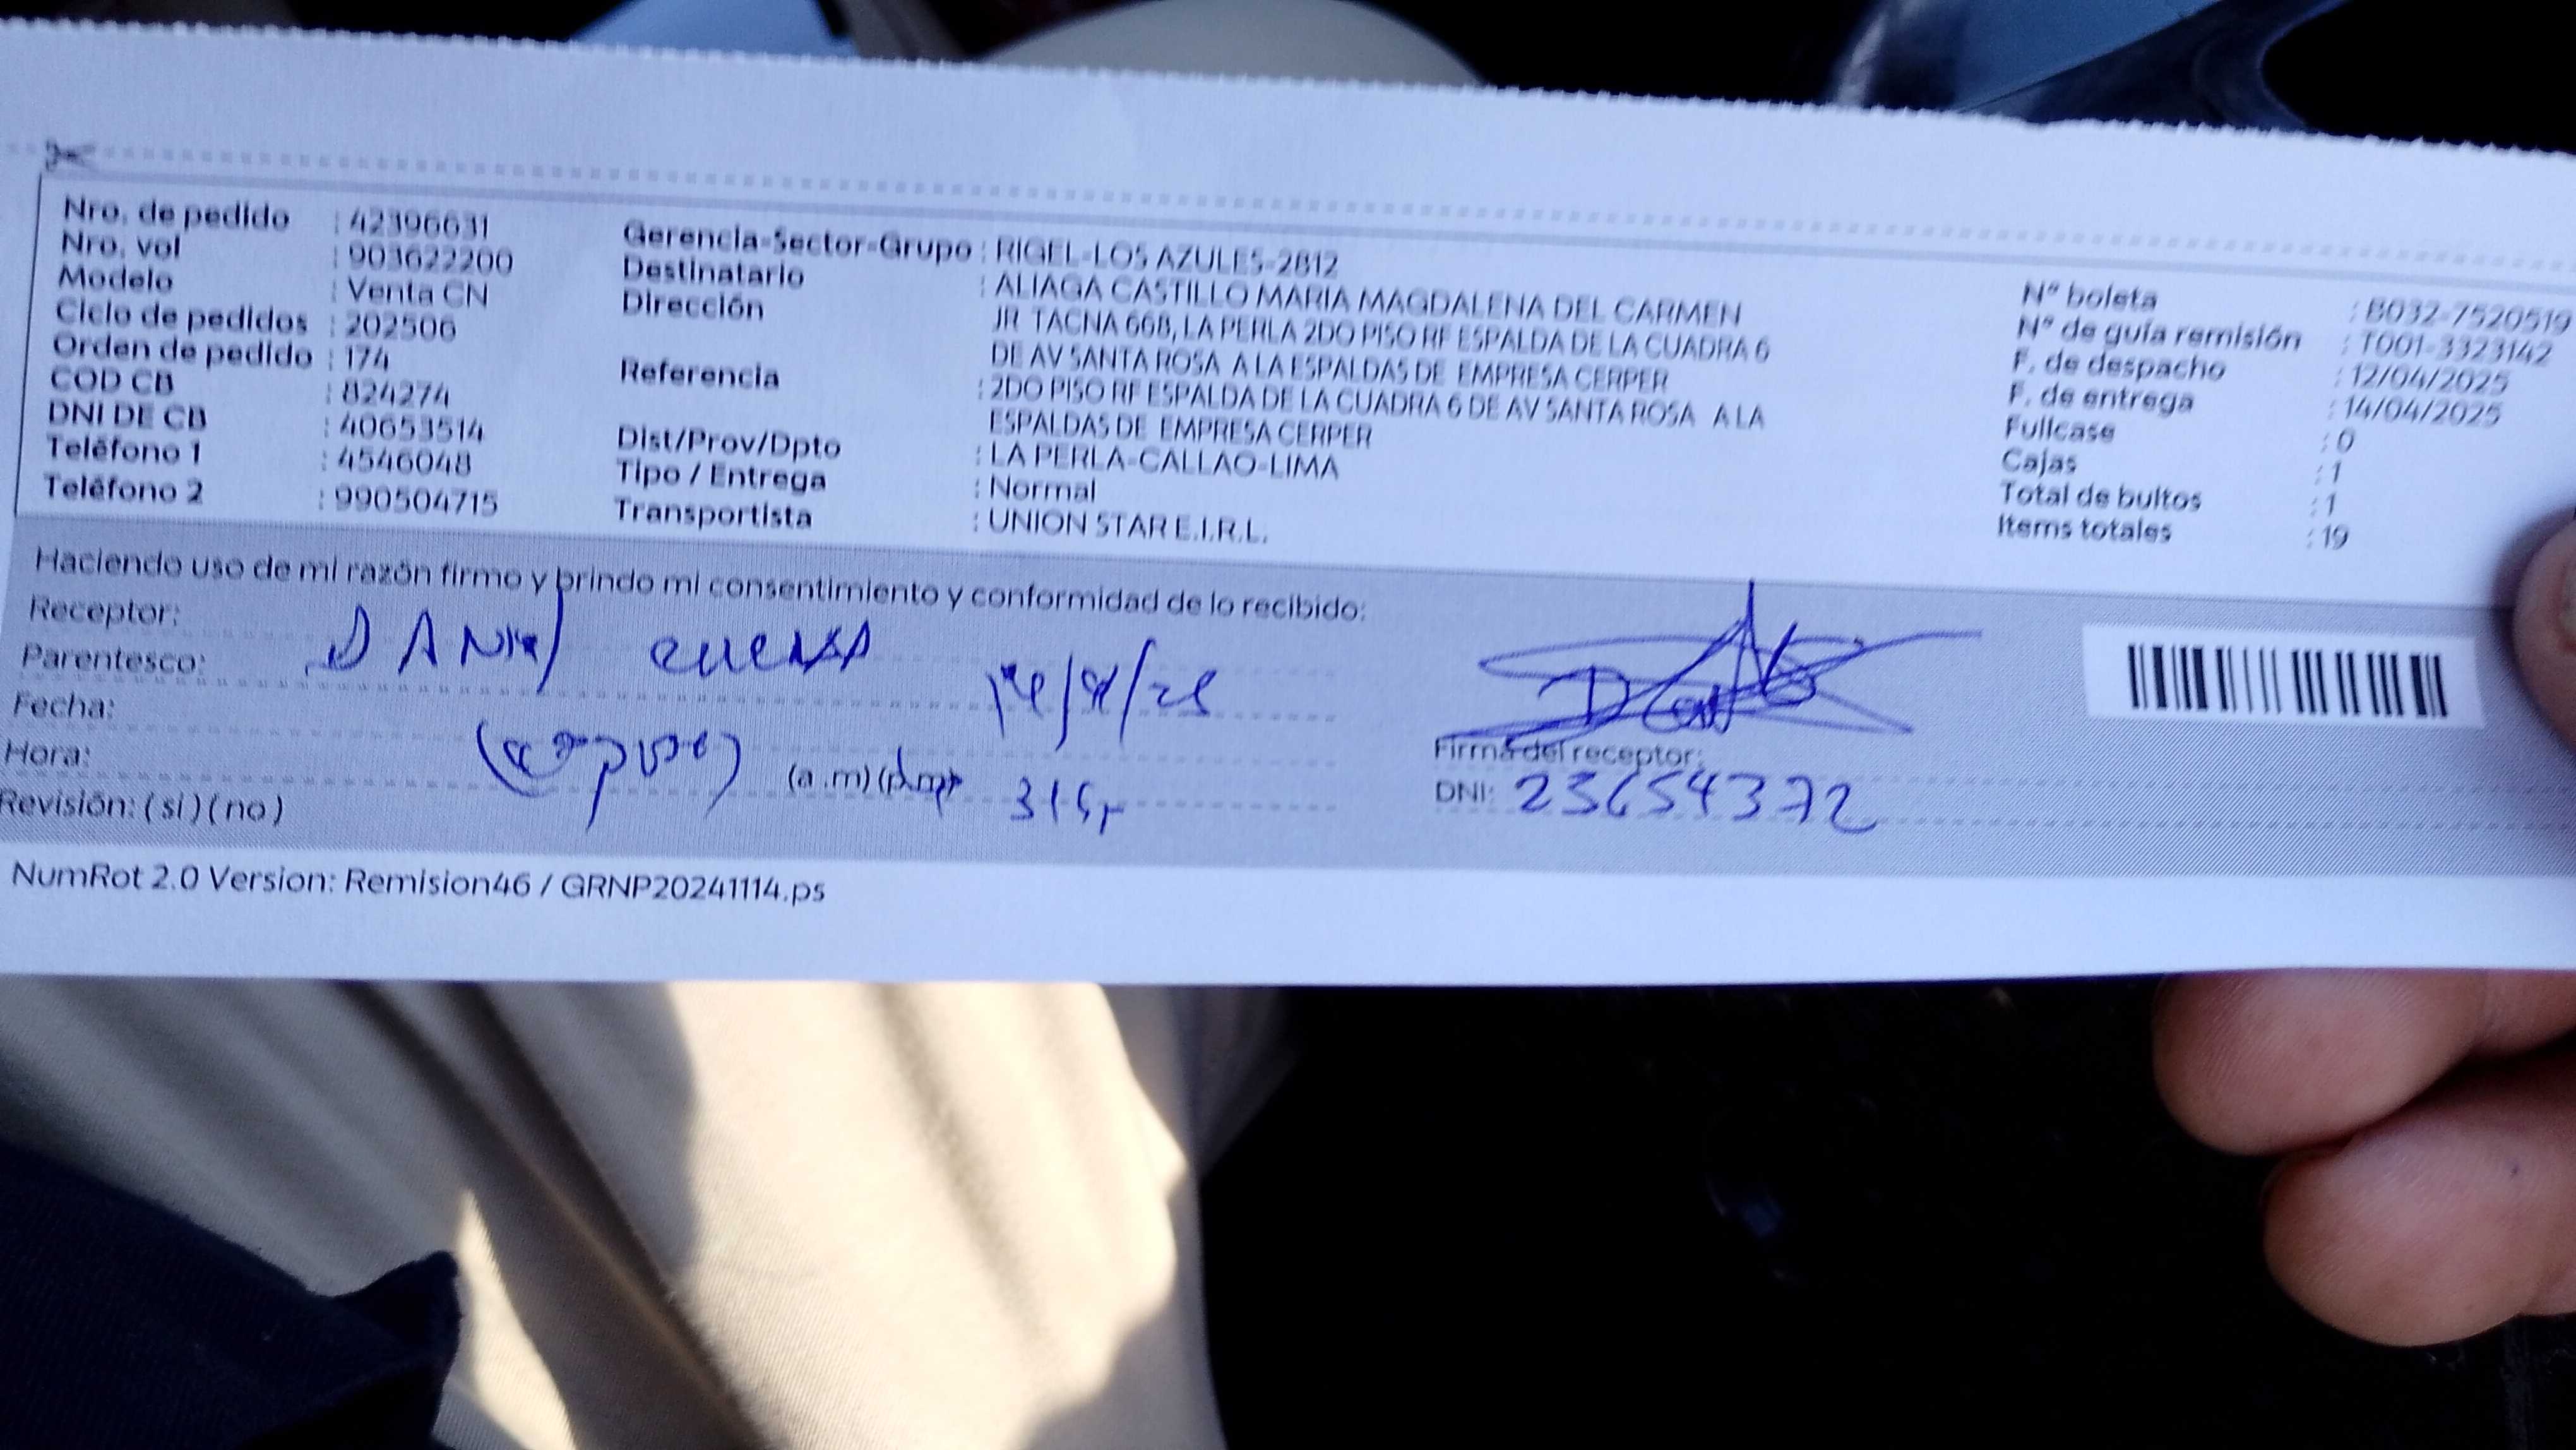 Nro. de pedido : 42396631
Nro. vol : 903622200
Modelo : Venta CN
Ciclo de pedidos : 202506
Orden de pedido : 174
COD CB : 824274
DNI DE CB : 40653514
Teléfono 1 : 4546048
Teléfono 2 : 990504715
Gerencia-Sector-Grupo : RIGEL-LOS AZULES-2812
Destinatario : ALIAGA CASTILLO MARIA MAGDALENA DEL CARMEN
Dirección JR TACNA 668, LA PERLA 2DO PISO RF ESPALDA DE LA CUADRA 6
DE AV SANTA ROSA A LA ESPALDAS DE EMPRESA CERPER
Referencia : 2DO PISO RF ESPALDA DE LA CUADRA 6 DE AV SANTA ROSA A LA
ESPALDAS DE EMPRESA CERPER
Dist/Prov/Dpto : LA PERLA-CALLAO-LIMA
Tipo / Entrega : Normal
Transportista : UNION STAR E.I.R.L.
N° boleta : B032-7520519
N° de guía remisión : T001-3323142
F. de despacho : 12/04/2025
F. de entrega : 14/04/2025
Fullcase : 0
Cajas : 1
Total de bultos : 1
Items totales : 19
Haciendo uso de mi razón firmo y brindo mi consentimiento y conformidad de lo recibido:
Receptor:
Parentesco: DANIEL
Fecha:
Hora: (a.m) (p.m)
Revisión: ( si ) ( no )
Firma del receptor:
DNI: 23654372
NumRot 2.0 Version: Remision46 / GRNP20241114.ps